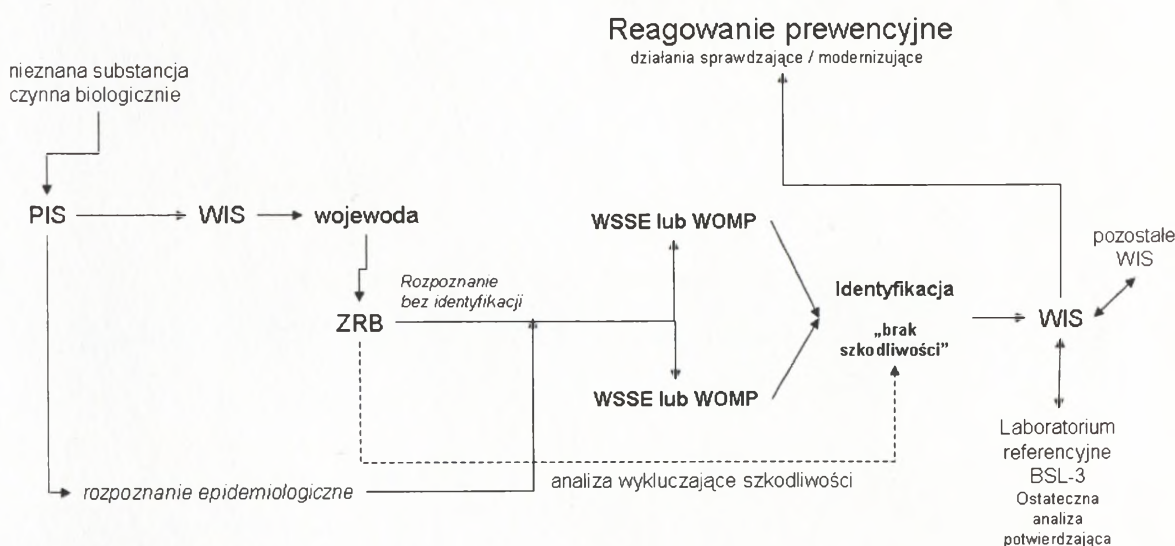 Reagowanie prewencyjne
działania sprawdzające / modernizujące
nieznana substancja
czynna biologicznie
PIS
WIS
wojewoda
WSSE lub WOMP
pozostałe
WIS
Rozpoznanie
bez identyfikacji
ZRB
Identyfikacja
„brak
szkodliwości”
WIS
WSSE lub WOMP
Laboratorium
referencyjne
BSL-3
Ostateczna
analiza
potwierdzająca
analiza wykluczające szkodliwości
rozpoznanie epidemiologiczne